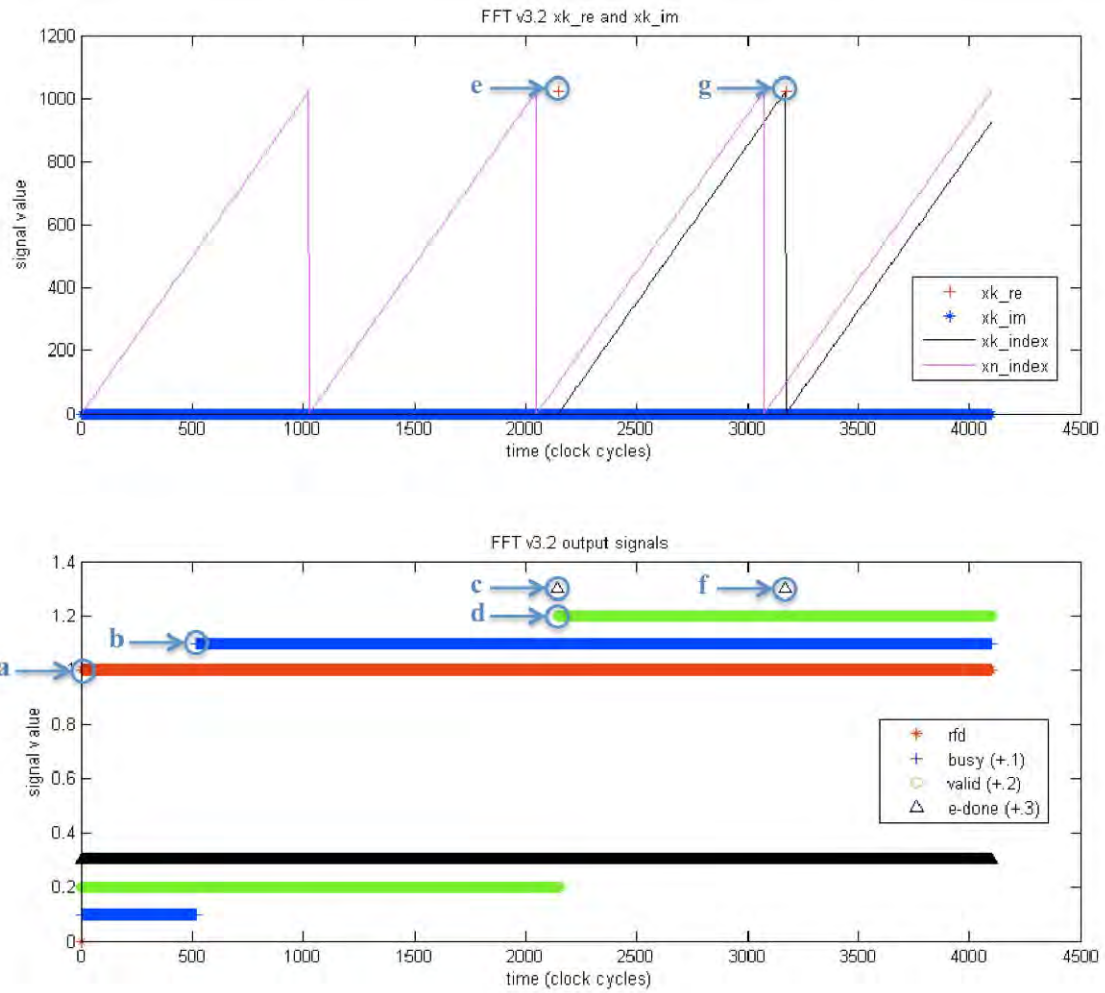 FFT v3.2 xk_re and xk_im
1200
1000
800
600
400
200
0
signal value
e
g
xk_re
xk_im
xk_index
xn_index
0 500 1000 1500 2000 2500 3000 3500 4000 4500
time (clock cycles)
FFT v3.2 output signals
1.4
1.2
1
0.8
0.6
0.4
0.2
0
signal value
c
f
d
b
a
rfd
busy (+.1)
valid (+.2)
e-done (+.3)
0 500 1000 1500 2000 2500 3000 3500 4000 4500
time (clock cycles)